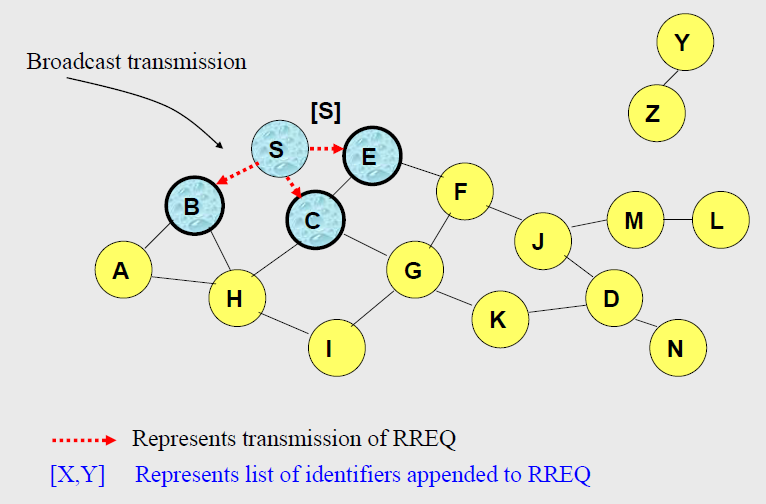 Y
Broadcast transmission
Z
[S]
S
E
B
F
C
M
L
J
A
G
H
D
K
I
N
Represents transmission of RREQ
[X,Y] Represents list of identifiers appended to RREQ